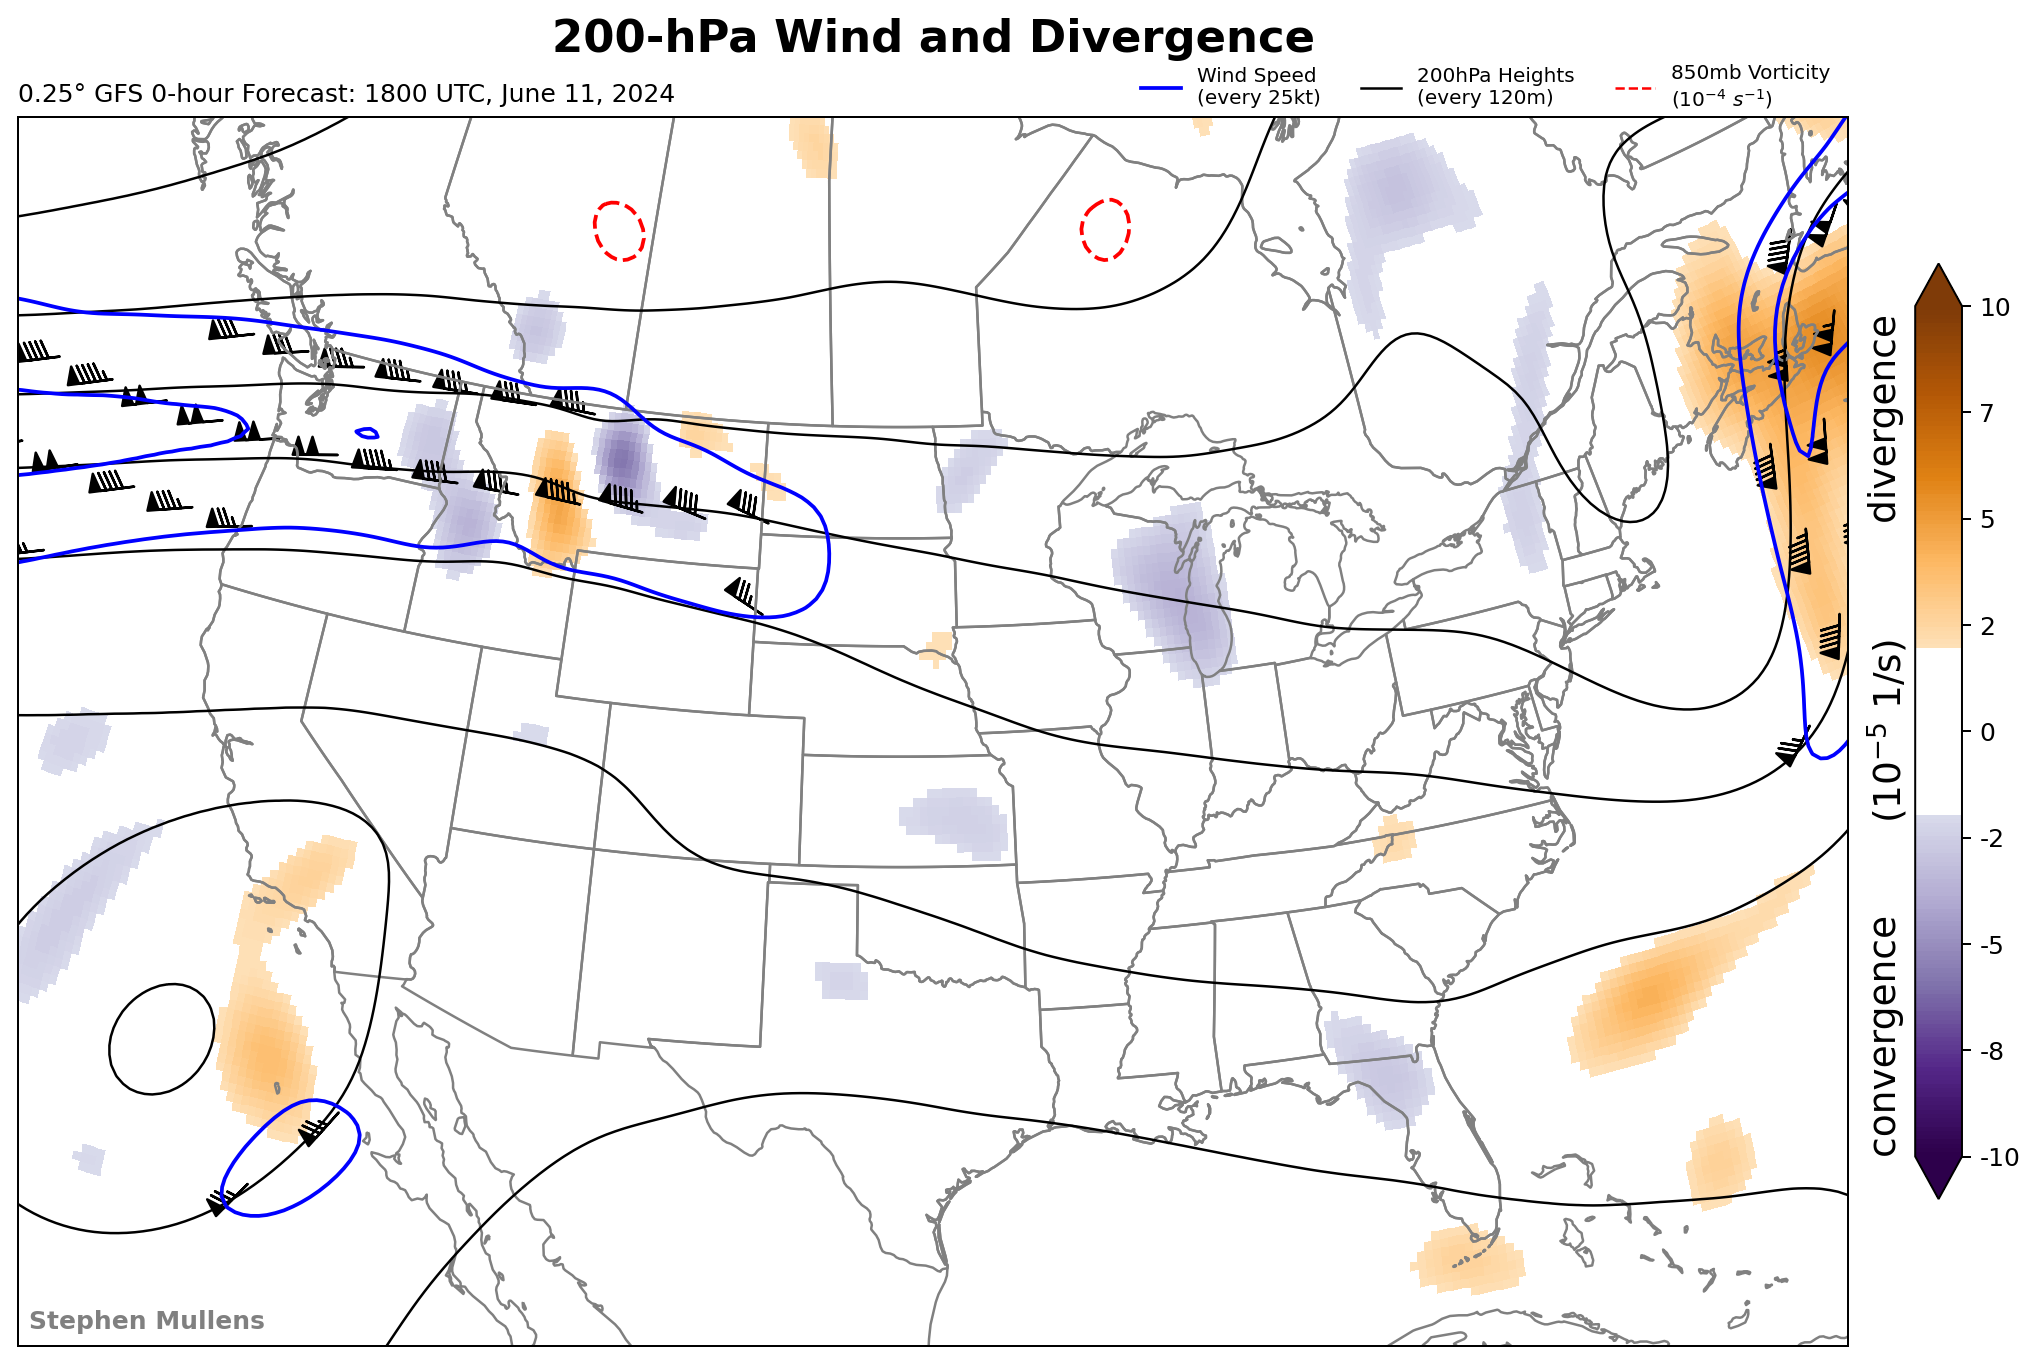 200-hPa Wind and Divergence
0.25° GFS 0-hour Forecast: 1800 UTC, June 11, 2024
Wind Speed
(every 25kt)
200hPa Heights
(every 120m)
850mb Vorticity
(10⁻⁴ s⁻¹)
10
7
5
2
0
-2
-5
-8
-10
convergence (10⁻⁵ 1/s) divergence
Stephen Mullens